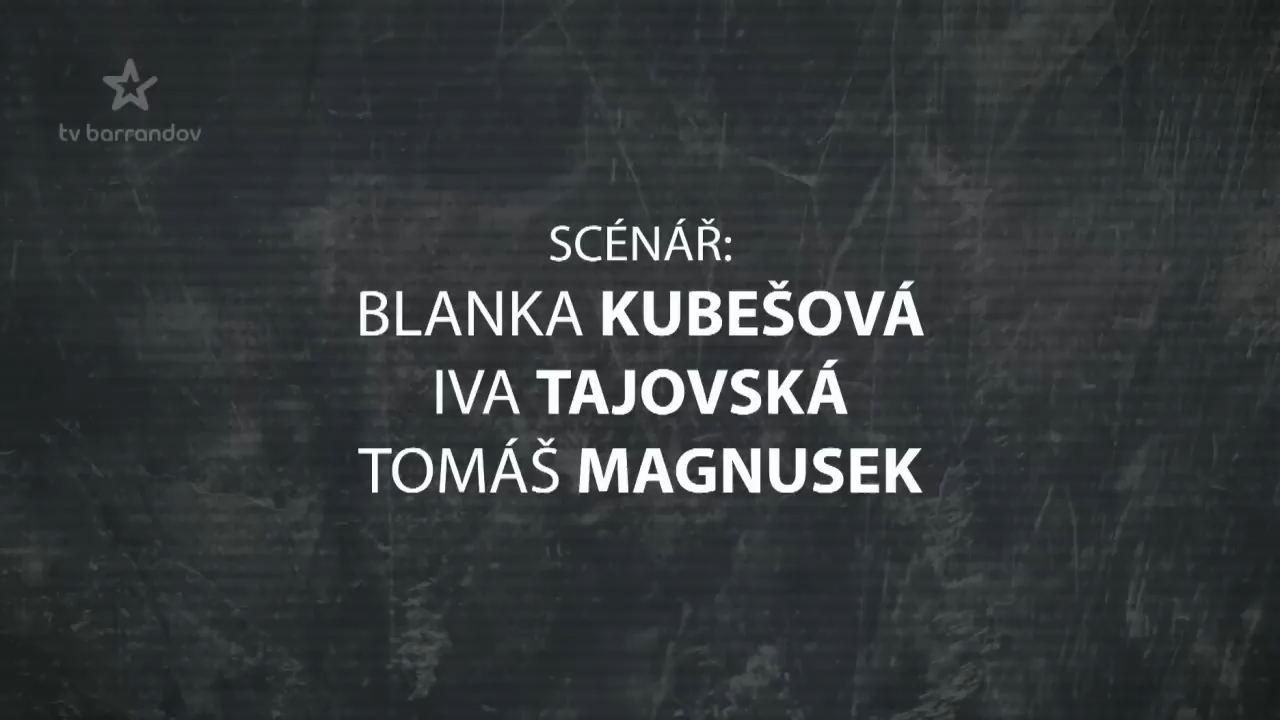 tv barrandov
SCÉNÁŘ:
BLANKA KUBEŠOVÁ
IVA TAJOVSKÁ
TOMÁŠ MAGNUSEK